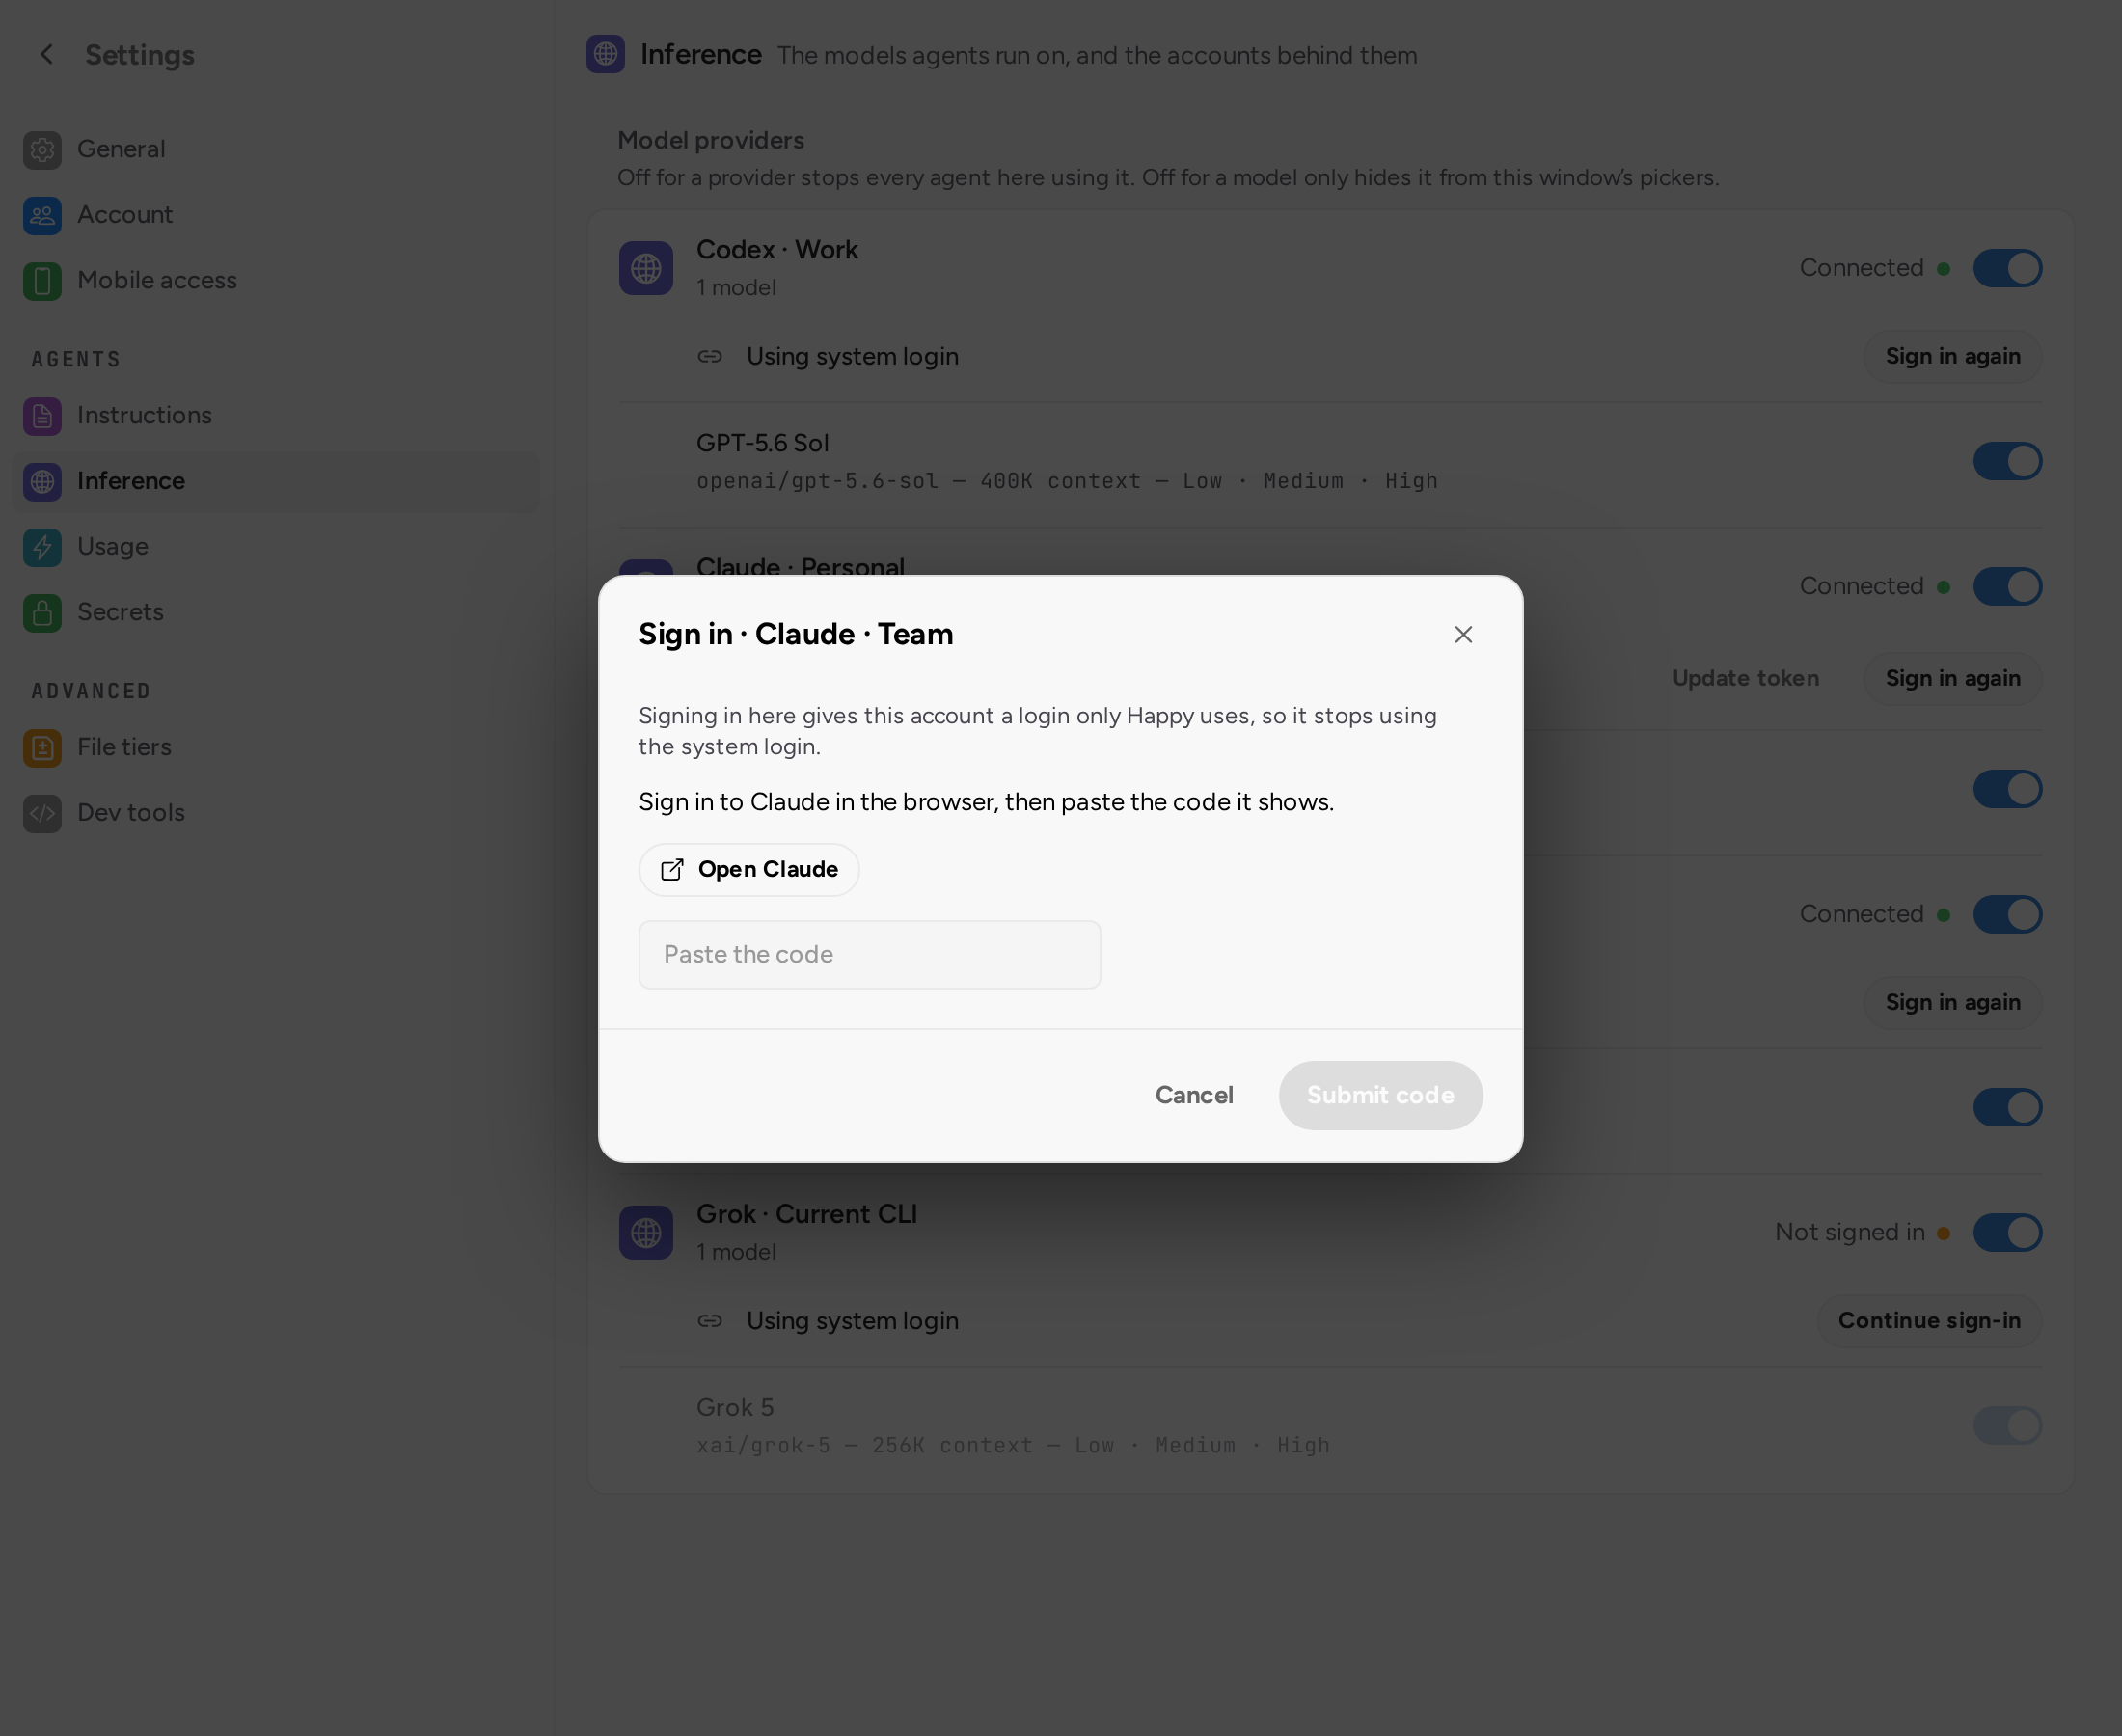 Settings
General
Account
Mobile access
AGENTS
Instructions
Inference
Usage
Secrets
ADVANCED
File tiers
Dev tools
Inference The models agents run on, and the accounts behind them
Model providers
Off for a provider stops every agent here using it. Off for a model only hides it from this window’s pickers.
Codex · Work
1 model
Connected
Using system login
Sign in again
GPT-5.6 Sol
openai/gpt-5.6-sol — 400K context — Low · Medium · High
Claude · Personal
Connected
Update token
Sign in again
Connected
Sign in again
Sign in · Claude · Team
Signing in here gives this account a login only Happy uses, so it stops using
the system login.
Sign in to Claude in the browser, then paste the code it shows.
Open Claude
Paste the code
Cancel
Submit code
Grok · Current CLI
1 model
Not signed in
Using system login
Continue sign-in
Grok 5
xai/grok-5 — 256K context — Low · Medium · High